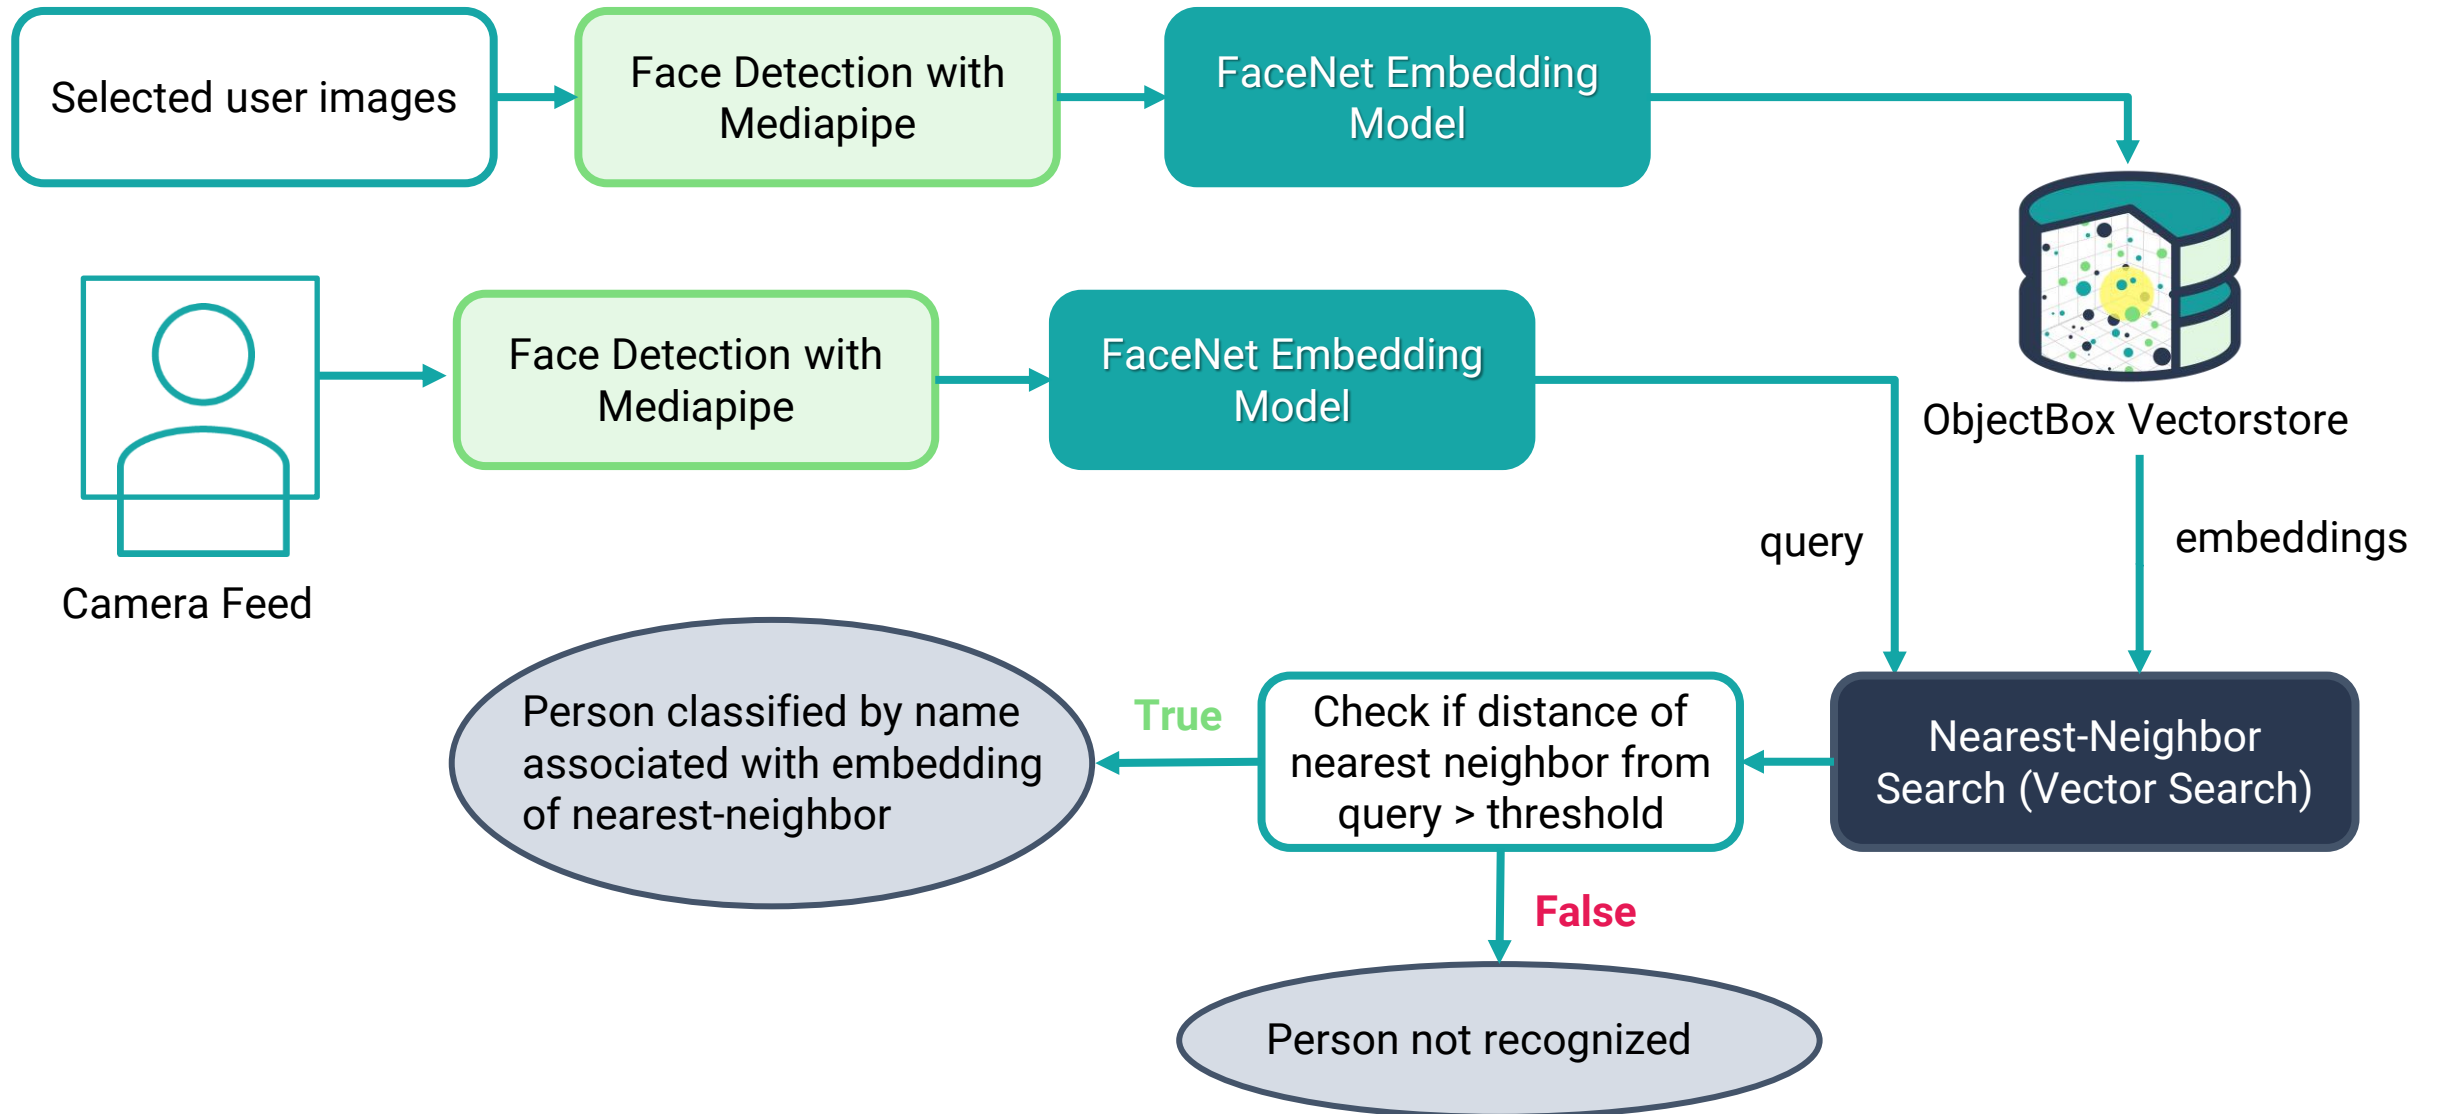 Selected user images
Face Detection with
Mediapipe
FaceNet Embedding
Model
Face Detection with
Mediapipe
FaceNet Embedding
Model
ObjectBox Vectorstore
query
embeddings
Camera Feed
Person classified by name
associated with embedding
of nearest-neighbor
True
Check if distance of
nearest neighbor from
query > threshold
Nearest-Neighbor
Search (Vector Search)
False
Person not recognized